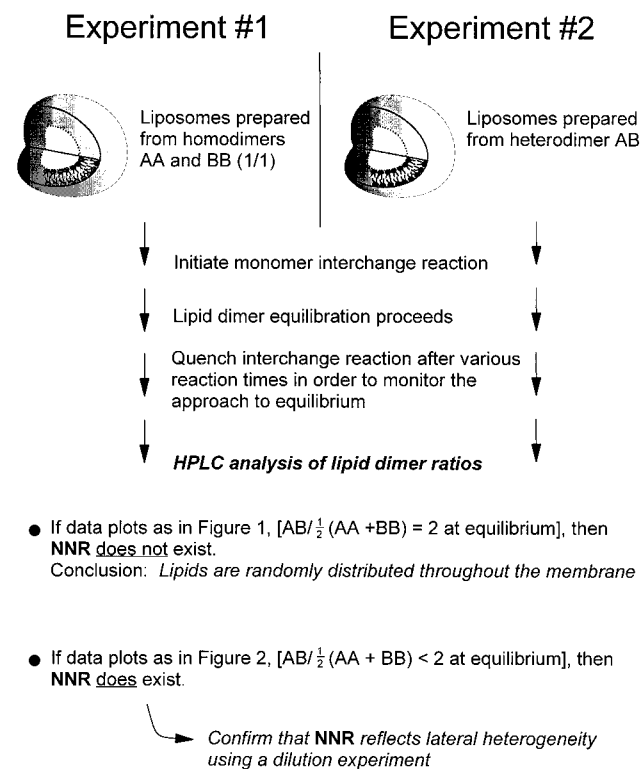 Experiment #1
Experiment #2
Liposomes prepared
from homodimers
AA and BB (1/1)
Liposomes prepared
from heterodimer AB
Initiate monomer interchange reaction
Lipid dimer equilibration proceeds
Quench interchange reaction after various
reaction times in order to monitor the
approach to equilibrium
HPLC analysis of lipid dimer ratios
● If data plots as in Figure 1, [AB/ ½ (AA +BB) = 2 at equilibrium], then
NNR does not exist.
Conclusion: Lipids are randomly distributed throughout the membrane
● If data plots as in Figure 2, [AB/ ½ (AA + BB) < 2 at equilibrium], then
NNR does exist.
Confirm that NNR reflects lateral heterogeneity
using a dilution experiment